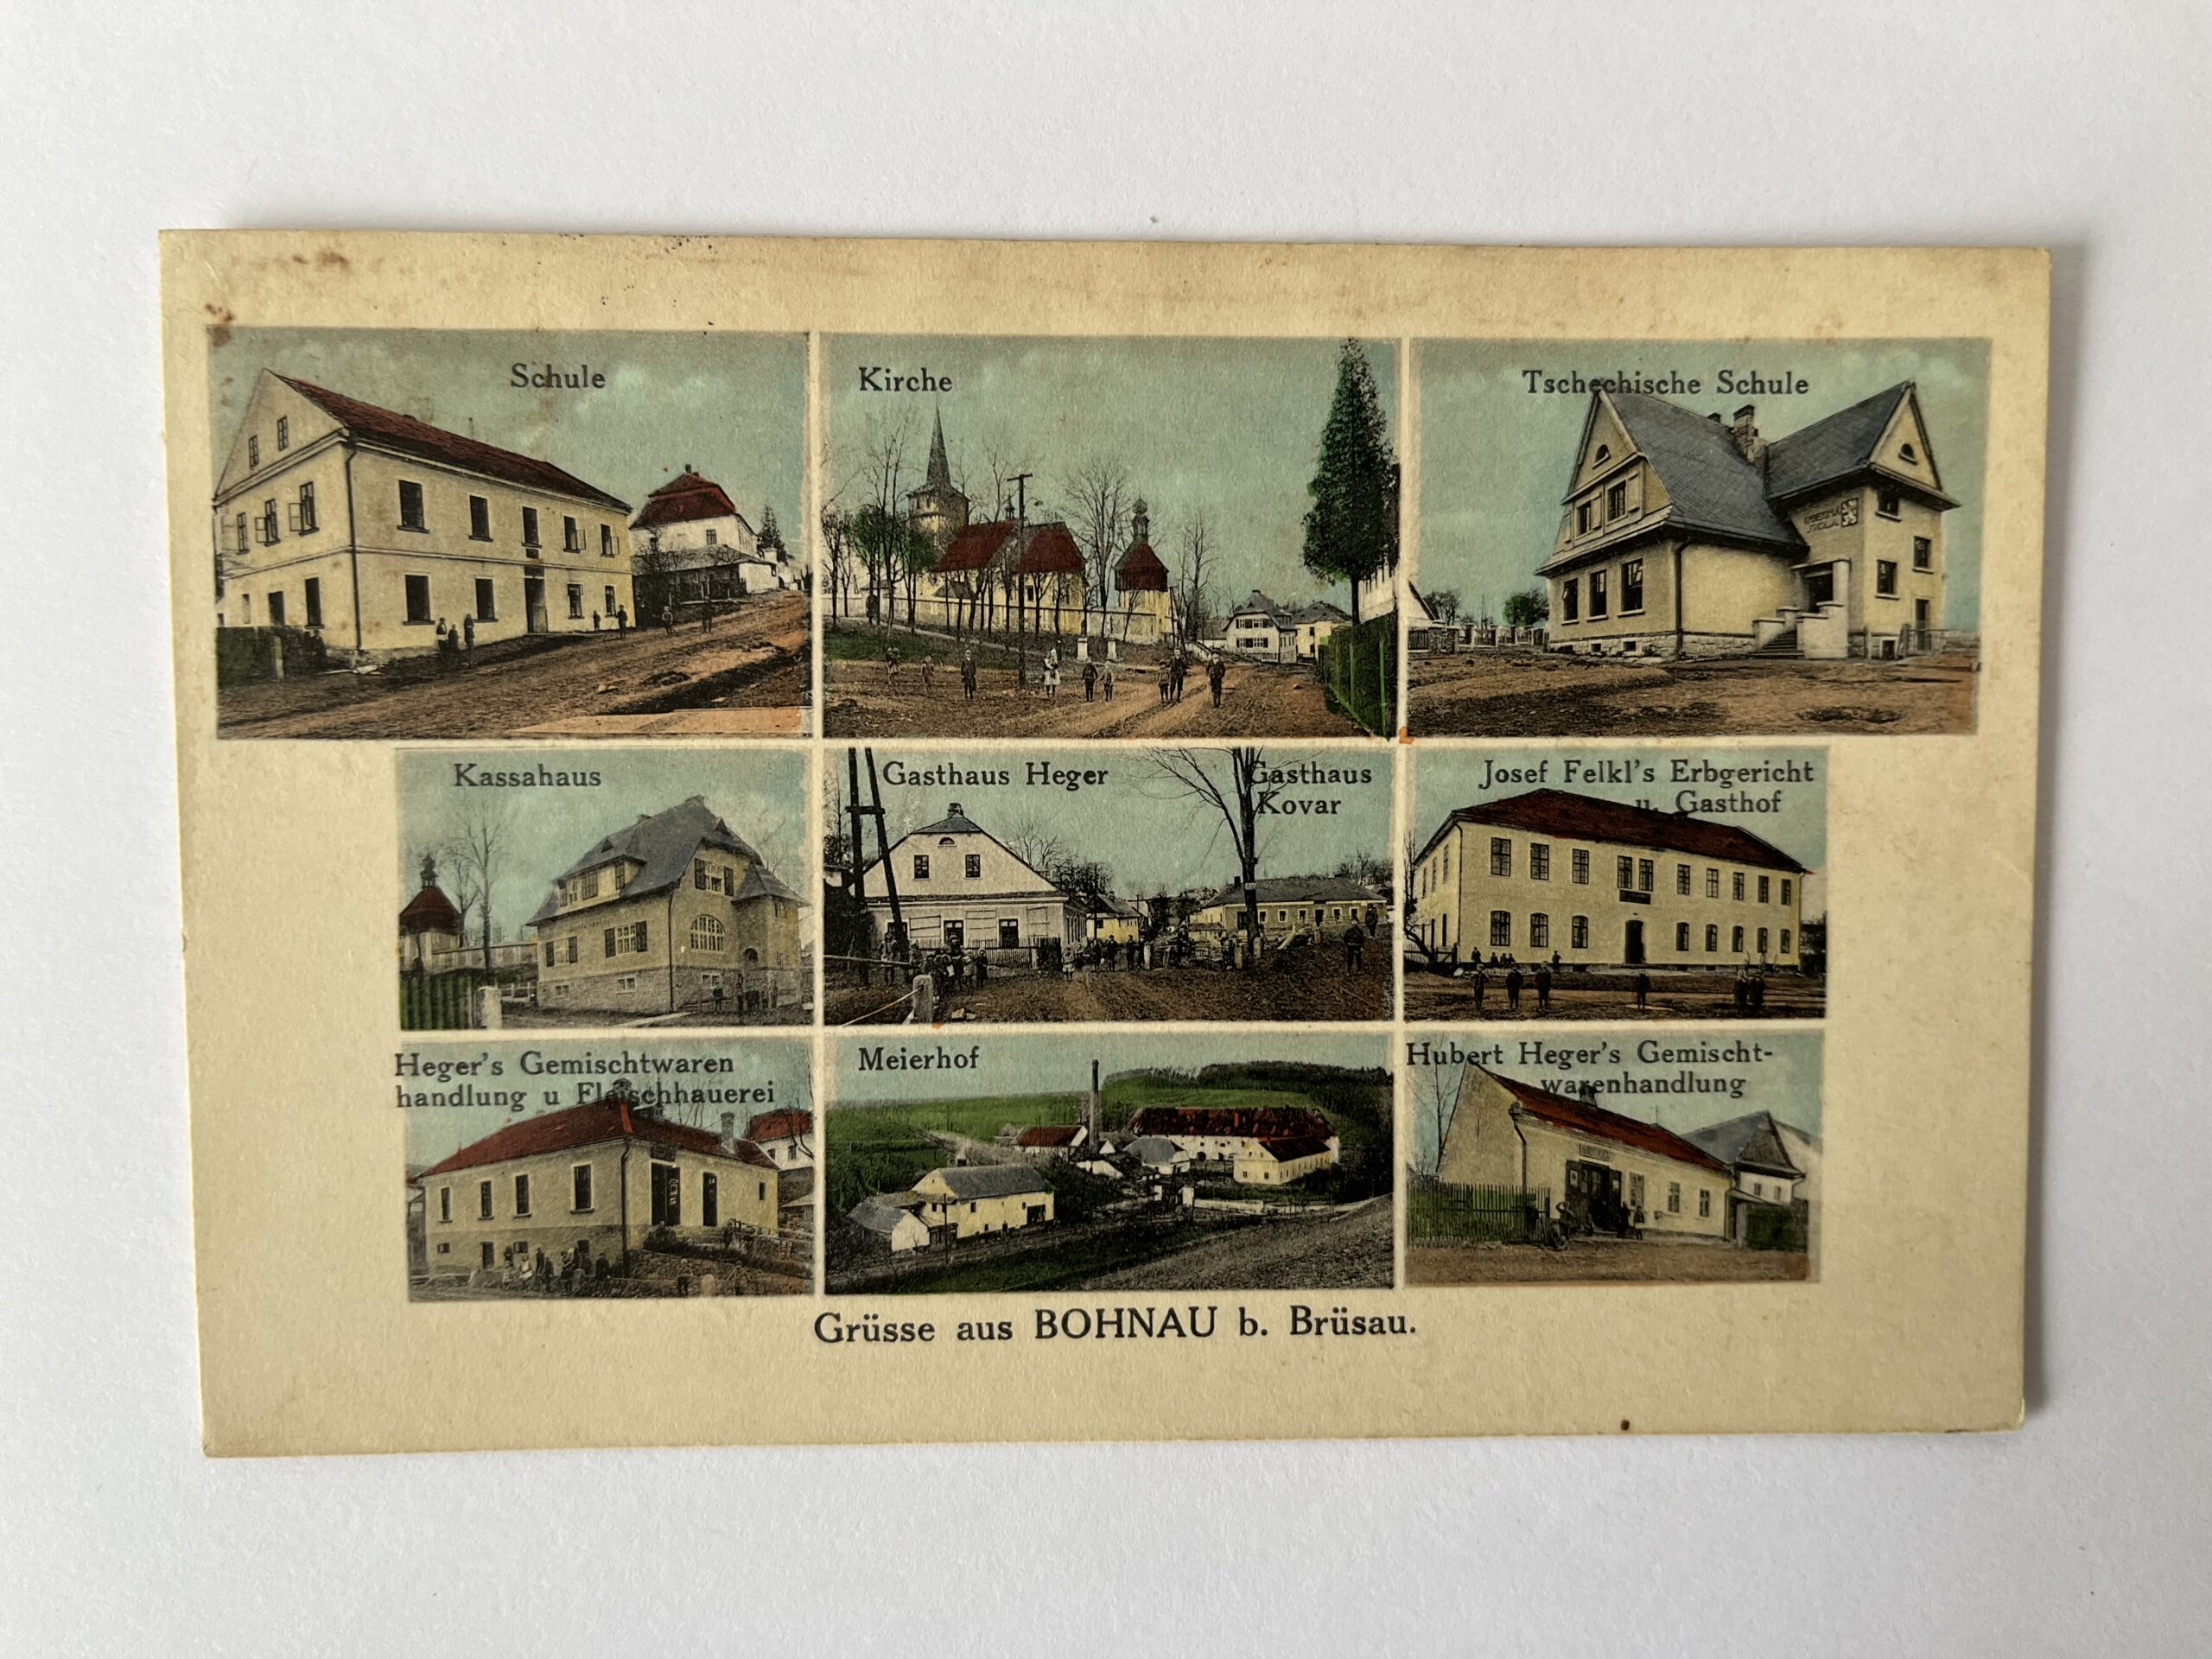 Schule
Kirche
Tschechische Schule
Kassahaus
Gasthaus Heger
Gasthaus
Kovar
Josef Felkl's Erbgericht
u. Gasthof
Heger's Gemischtwaren
handlung u Fleischhauerei
Meierhof
Hubert Heger's Gemischt-
warenhandlung
Grüsse aus BOHNAU b. Brüsau.